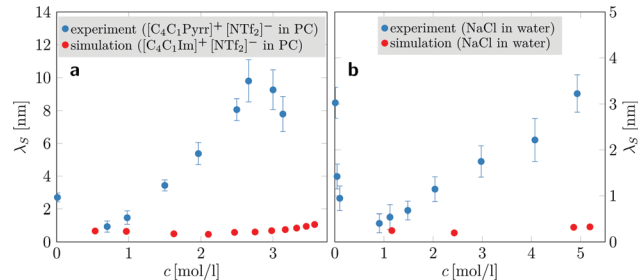 14
12
10
8
6
4
2
0
λS [nm]
experiment ([C4C1Pyrr]+ [NTf2]− in PC)
simulation ([C4C1Im]+ [NTf2]− in PC)
a
0 1 2 3
c [mol/l]
experiment (NaCl in water)
simulation (NaCl in water)
b
1 2 3 4 5
c [mol/l]
5
4
3
2
1
0
λS [nm]